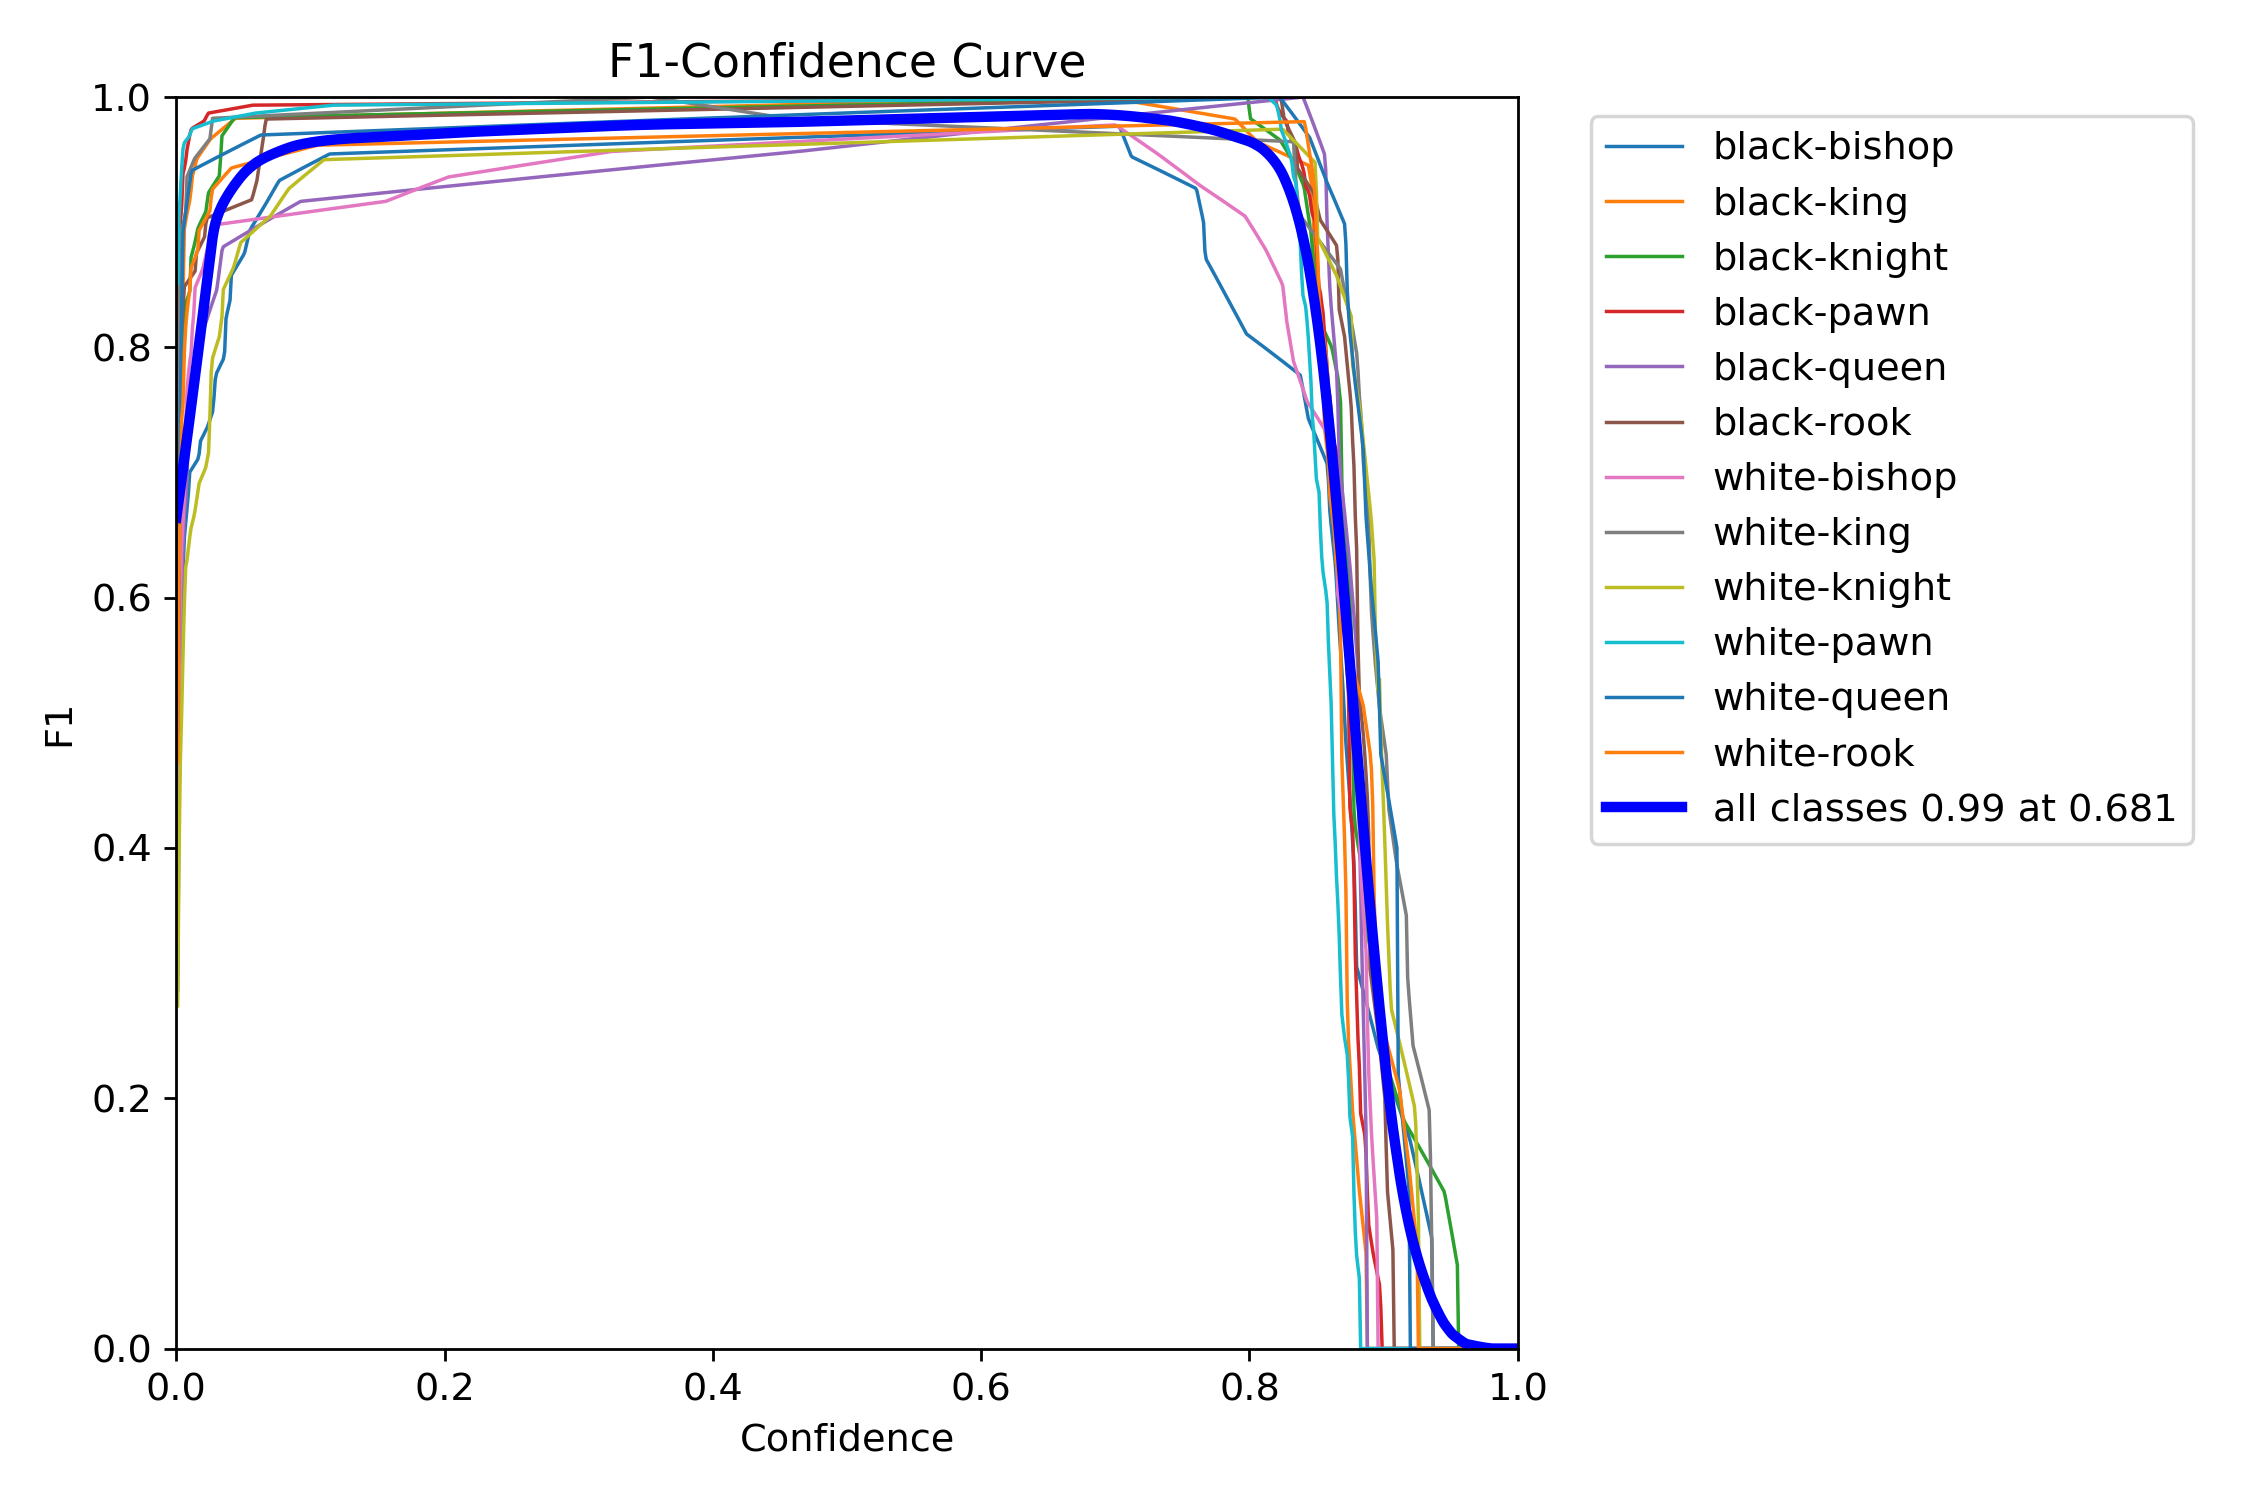 F1-Confidence Curve
1.0
0.8
0.6
0.4
0.2
0.0
F1
0.0 0.2 0.4 0.6 0.8 1.0
Confidence
black-bishop
black-king
black-knight
black-pawn
black-queen
black-rook
white-bishop
white-king
white-knight
white-pawn
white-queen
white-rook
all classes 0.99 at 0.681